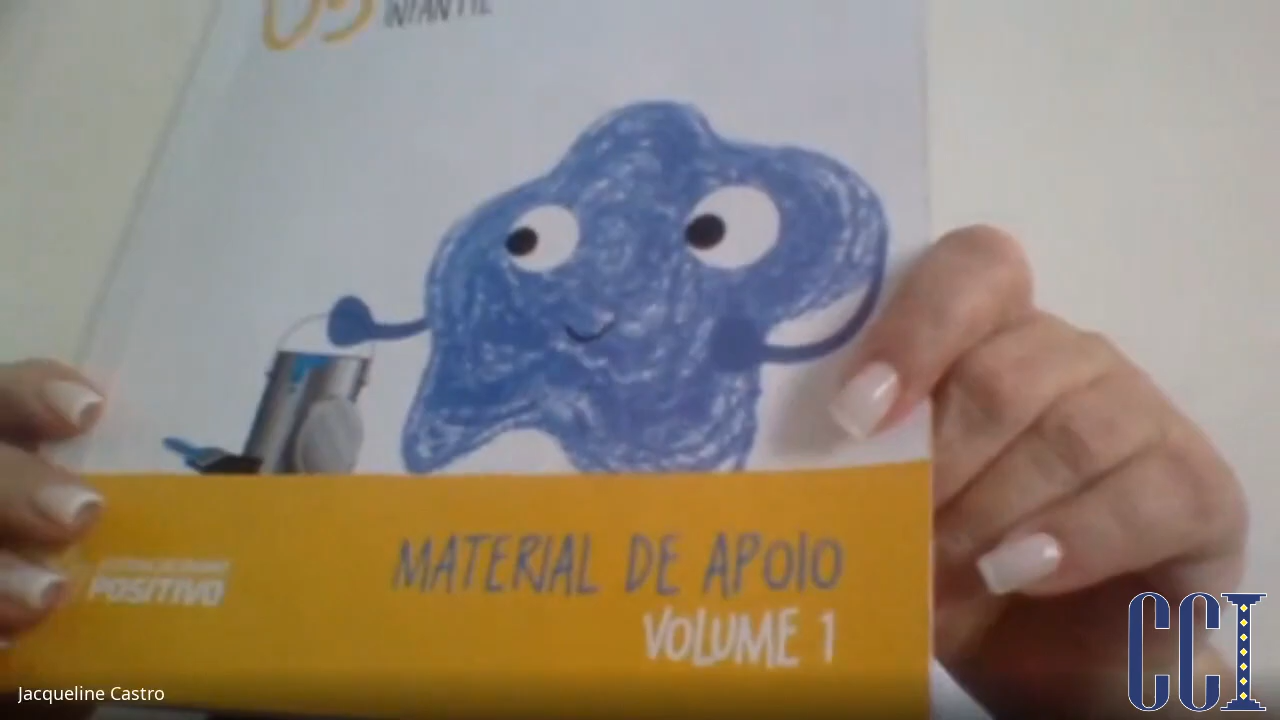 INFANTIL
POSITIVO
MATERIAL DE APOIO
VOLUME 1
Jacqueline Castro
CCI